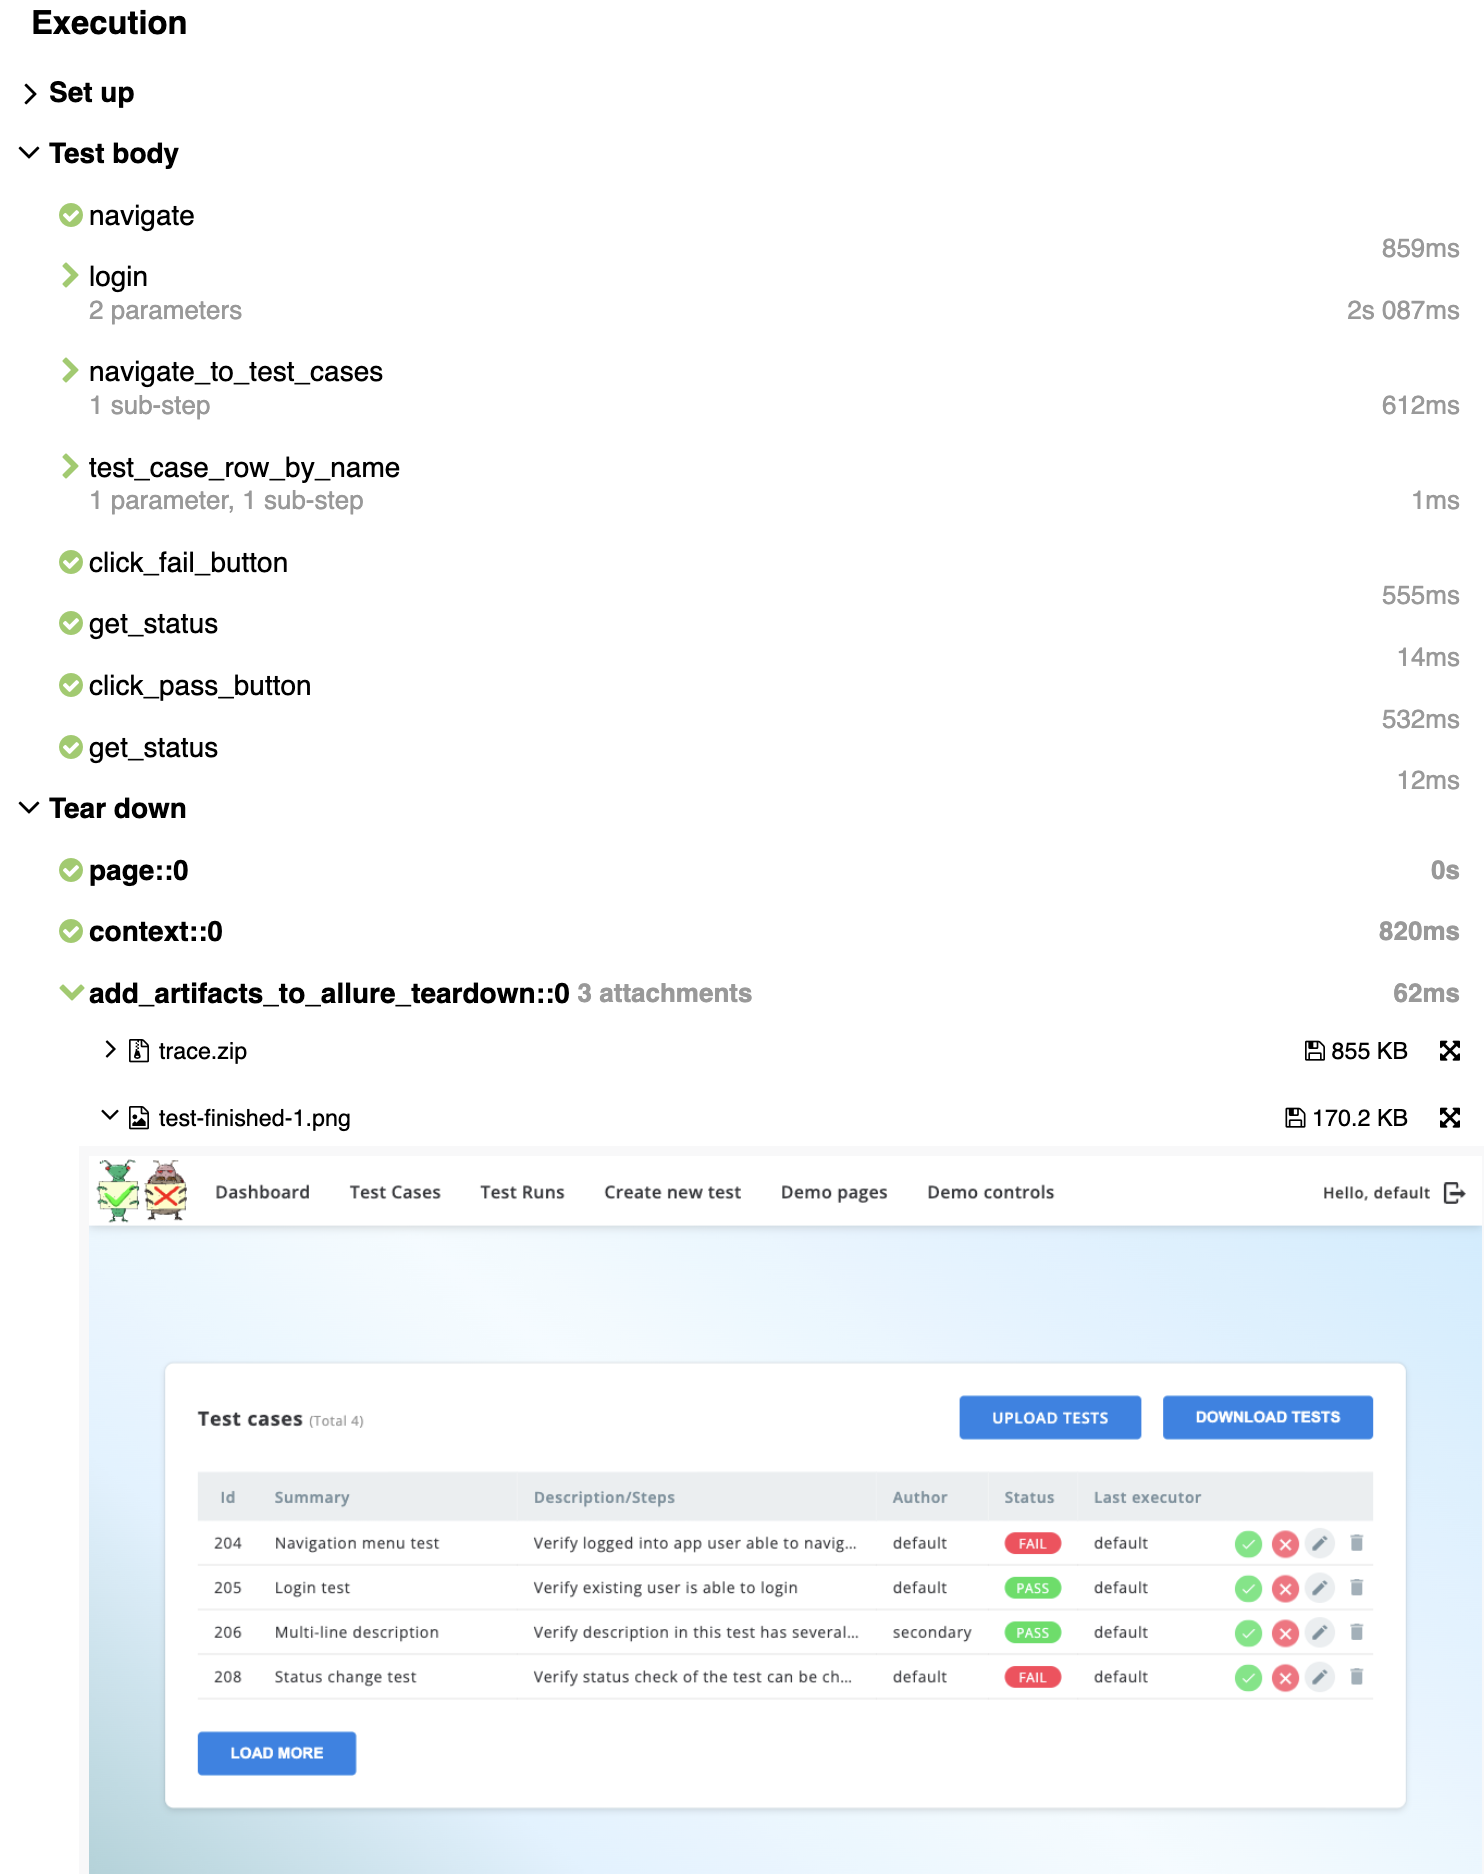 Execution
Set up
Test body
navigate
859ms
login
2 parameters 2s 087ms
navigate_to_test_cases
1 sub-step 612ms
test_case_row_by_name
1 parameter, 1 sub-step 1ms
click_fail_button
555ms
get_status
14ms
click_pass_button
532ms
get_status
12ms
Tear down
page::0 0s
context::0 820ms
add_artifacts_to_allure_teardown::0 3 attachments 62ms
trace.zip 855 KB
test-finished-1.png 170.2 KB
Dashboard Test Cases Test Runs Create new test Demo pages Demo controls Hello, default
Test cases (Total 4) UPLOAD TESTS DOWNLOAD TESTS
Id Summary Description/Steps Author Status Last executor
204 Navigation menu test Verify logged into app user able to navig... default FAIL default
205 Login test Verify existing user is able to login default PASS default
206 Multi-line description Verify description in this test has several... secondary PASS default
208 Status change test Verify status check of the test can be ch... default FAIL default
LOAD MORE